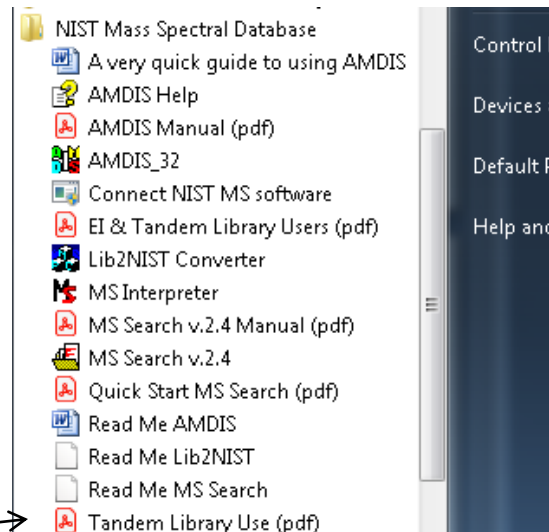 NIST Mass Spectral Database
A very quick guide to using AMDIS
AMDIS Help
AMDIS Manual (pdf)
AMDIS_32
Connect NIST MS software
EI & Tandem Library Users (pdf)
Lib2NIST Converter
MS Interpreter
MS Search v.2.4 Manual (pdf)
MS Search v.2.4
Quick Start MS Search (pdf)
Read Me AMDIS
Read Me Lib2NIST
Read Me MS Search
Tandem Library Use (pdf)
Control
Devices
Default
Help